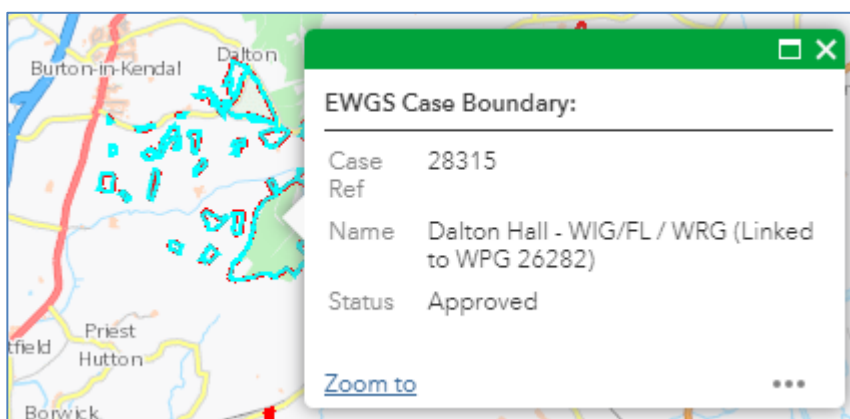 Dalton
Burton-in-Kendal
EWGS Case Boundary:
Case Ref 28315
Name Dalton Hall - WIG/FL / WRG (Linked
to WPG 26282)
Status Approved
Priest
Hutton
tfield
Borwick
Zoom to